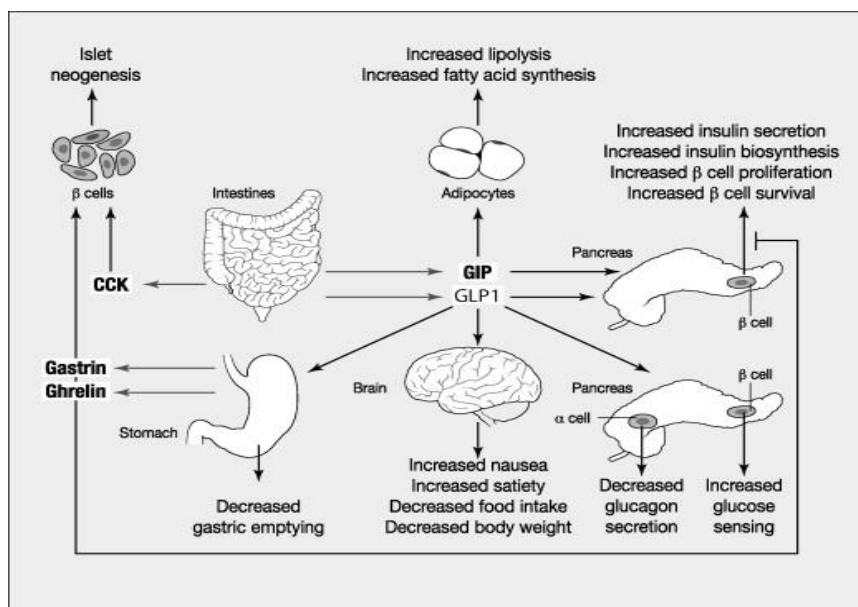 Islet
neogenesis
Increased lipolysis
Increased fatty acid synthesis
Increased insulin secretion
Increased insulin biosynthesis
Increased β cell proliferation
Increased β cell survival
β cells
Intestines
Adipocytes
Pancreas
CCK
GIP
GLP1
β cell
Gastrin
Ghrelin
Stomach
Brain
Pancreas
α cell
β cell
Decreased
gastric emptying
Increased nausea
Increased satiety
Decreased food intake
Decreased body weight
Decreased
glucagon
secretion
Increased
glucose
sensing